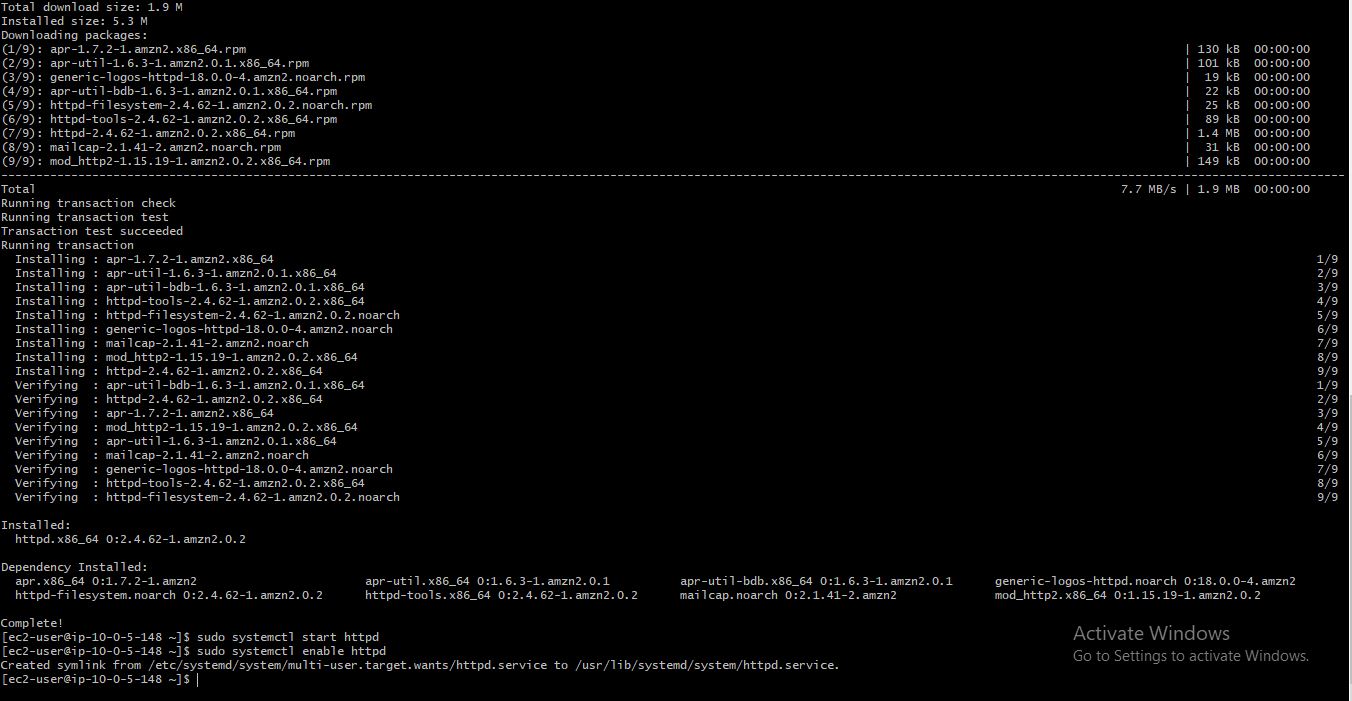 Total download size: 1.9 M
Installed size: 5.3 M
Downloading packages:
(1/9): apr-1.7.2-1.amzn2.x86_64.rpm | 130 kB 00:00:00
(2/9): apr-util-1.6.3-1.amzn2.0.1.x86_64.rpm | 101 kB 00:00:00
(3/9): generic-logos-httpd-18.0.0-4.amzn2.noarch.rpm | 19 kB 00:00:00
(4/9): apr-util-bdb-1.6.3-1.amzn2.0.1.x86_64.rpm | 22 kB 00:00:00
(5/9): httpd-filesystem-2.4.62-1.amzn2.0.2.noarch.rpm | 25 kB 00:00:00
(6/9): httpd-tools-2.4.62-1.amzn2.0.2.x86_64.rpm | 89 kB 00:00:00
(7/9): httpd-2.4.62-1.amzn2.0.2.x86_64.rpm | 1.4 MB 00:00:00
(8/9): mailcap-2.1.41-2.amzn2.noarch.rpm | 31 kB 00:00:00
(9/9): mod_http2-1.15.19-1.amzn2.0.2.x86_64.rpm | 149 kB 00:00:00
--------------------------------------------------------------------------------
Total 7.7 MB/s | 1.9 MB 00:00:00
Running transaction check
Running transaction test
Transaction test succeeded
Running transaction
Installing : apr-1.7.2-1.amzn2.x86_64 1/9
Installing : apr-util-1.6.3-1.amzn2.0.1.x86_64 2/9
Installing : apr-util-bdb-1.6.3-1.amzn2.0.1.x86_64 3/9
Installing : httpd-tools-2.4.62-1.amzn2.0.2.x86_64 4/9
Installing : httpd-filesystem-2.4.62-1.amzn2.0.2.noarch 5/9
Installing : generic-logos-httpd-18.0.0-4.amzn2.noarch 6/9
Installing : mailcap-2.1.41-2.amzn2.noarch 7/9
Installing : mod_http2-1.15.19-1.amzn2.0.2.x86_64 8/9
Installing : httpd-2.4.62-1.amzn2.0.2.x86_64 9/9
Verifying : apr-util-bdb-1.6.3-1.amzn2.0.1.x86_64 1/9
Verifying : httpd-2.4.62-1.amzn2.0.2.x86_64 2/9
Verifying : apr-1.7.2-1.amzn2.x86_64 3/9
Verifying : mod_http2-1.15.19-1.amzn2.0.2.x86_64 4/9
Verifying : apr-util-1.6.3-1.amzn2.0.1.x86_64 5/9
Verifying : mailcap-2.1.41-2.amzn2.noarch 6/9
Verifying : generic-logos-httpd-18.0.0-4.amzn2.noarch 7/9
Verifying : httpd-tools-2.4.62-1.amzn2.0.2.x86_64 8/9
Verifying : httpd-filesystem-2.4.62-1.amzn2.0.2.noarch 9/9
Installed:
httpd.x86_64 0:2.4.62-1.amzn2.0.2
Dependency Installed:
apr.x86_64 0:1.7.2-1.amzn2 apr-util.x86_64 0:1.6.3-1.amzn2.0.1 apr-util-bdb.x86_64 0:1.6.3-1.amzn2.0.1 generic-logos-httpd.noarch 0:18.0.0-4.amzn2
httpd-filesystem.noarch 0:2.4.62-1.amzn2.0.2 httpd-tools.x86_64 0:2.4.62-1.amzn2.0.2 mailcap.noarch 0:2.1.41-2.amzn2 mod_http2.x86_64 0:1.15.19-1.amzn2.0.2
Complete!
[ec2-user@ip-10-0-5-148 ~]$ sudo systemctl start httpd
[ec2-user@ip-10-0-5-148 ~]$ sudo systemctl enable httpd
Created symlink from /etc/systemd/system/multi-user.target.wants/httpd.service to /usr/lib/systemd/system/httpd.service.
[ec2-user@ip-10-0-5-148 ~]$
Activate Windows
Go to Settings to activate Windows.